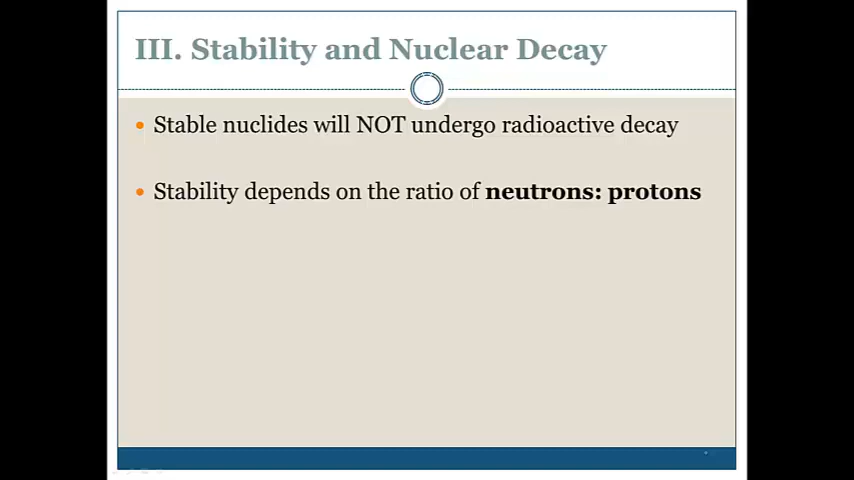 III. Stability and Nuclear Decay
• Stable nuclides will NOT undergo radioactive decay
• Stability depends on the ratio of neutrons: protons